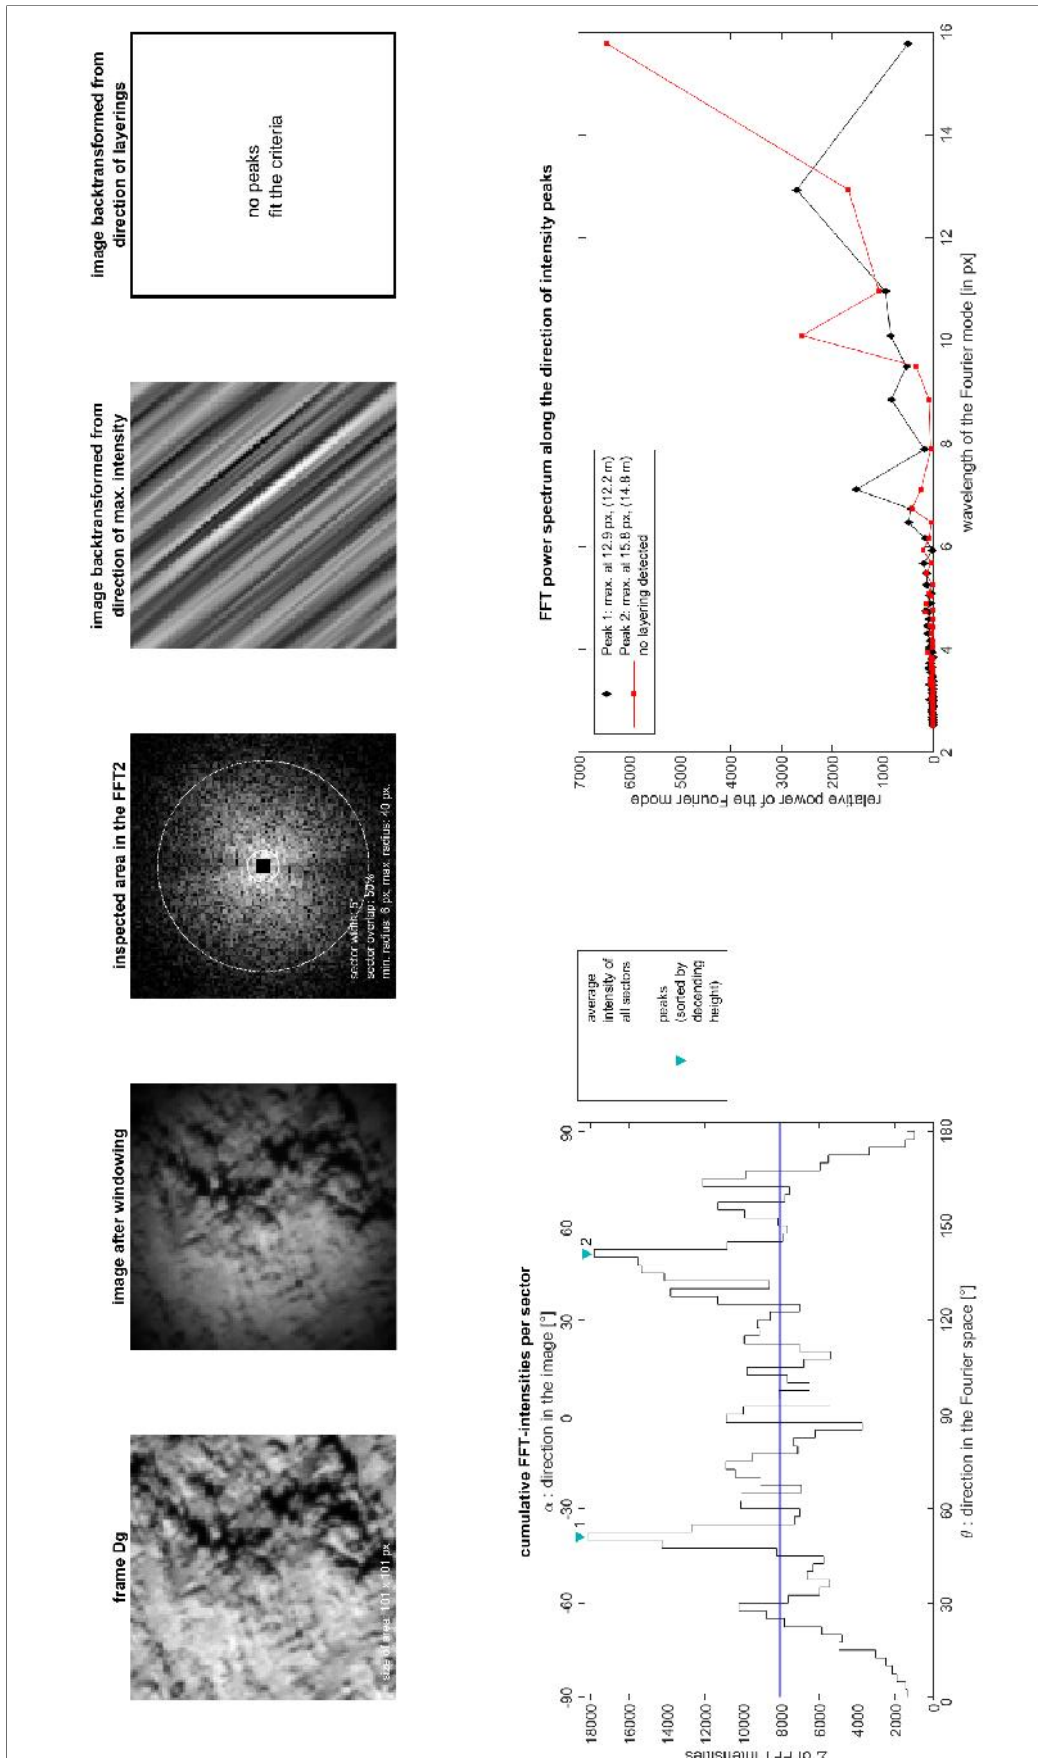 frame Dg
size of area: 101 x 101 px
image after windowing
inspected area in the FFT2
sector width: 5°
sector overlap: 50%
min. radius: 6 px, max. radius: 40 px
image backtransformed from
direction of max. intensity
image backtransformed from
direction of layerings
no peaks
fit the criteria
cumulative FFT-intensities per sector
α : direction in the image [°]
-90 -60 -30 0 30 60 90
18000
16000
14000
12000
10000
8000
6000
4000
2000
0
Σ of FFT intensities
1
2
0 30 60 90 120 150 180
θ : direction in the Fourier space [°]
average
intensity of
all sectors
peaks
(sorted by
decending
height)
FFT power spectrum along the direction of intensity peaks
7000
6000
5000
4000
3000
2000
1000
0
relative power of the Fourier mode
Peak 1: max. at 12.9 px, (12.2 m)
Peak 2: max. at 15.8 px, (14.8 m)
no layering detected
2 4 6 8 10 12 14 16
wavelength of the Fourier mode [in px]